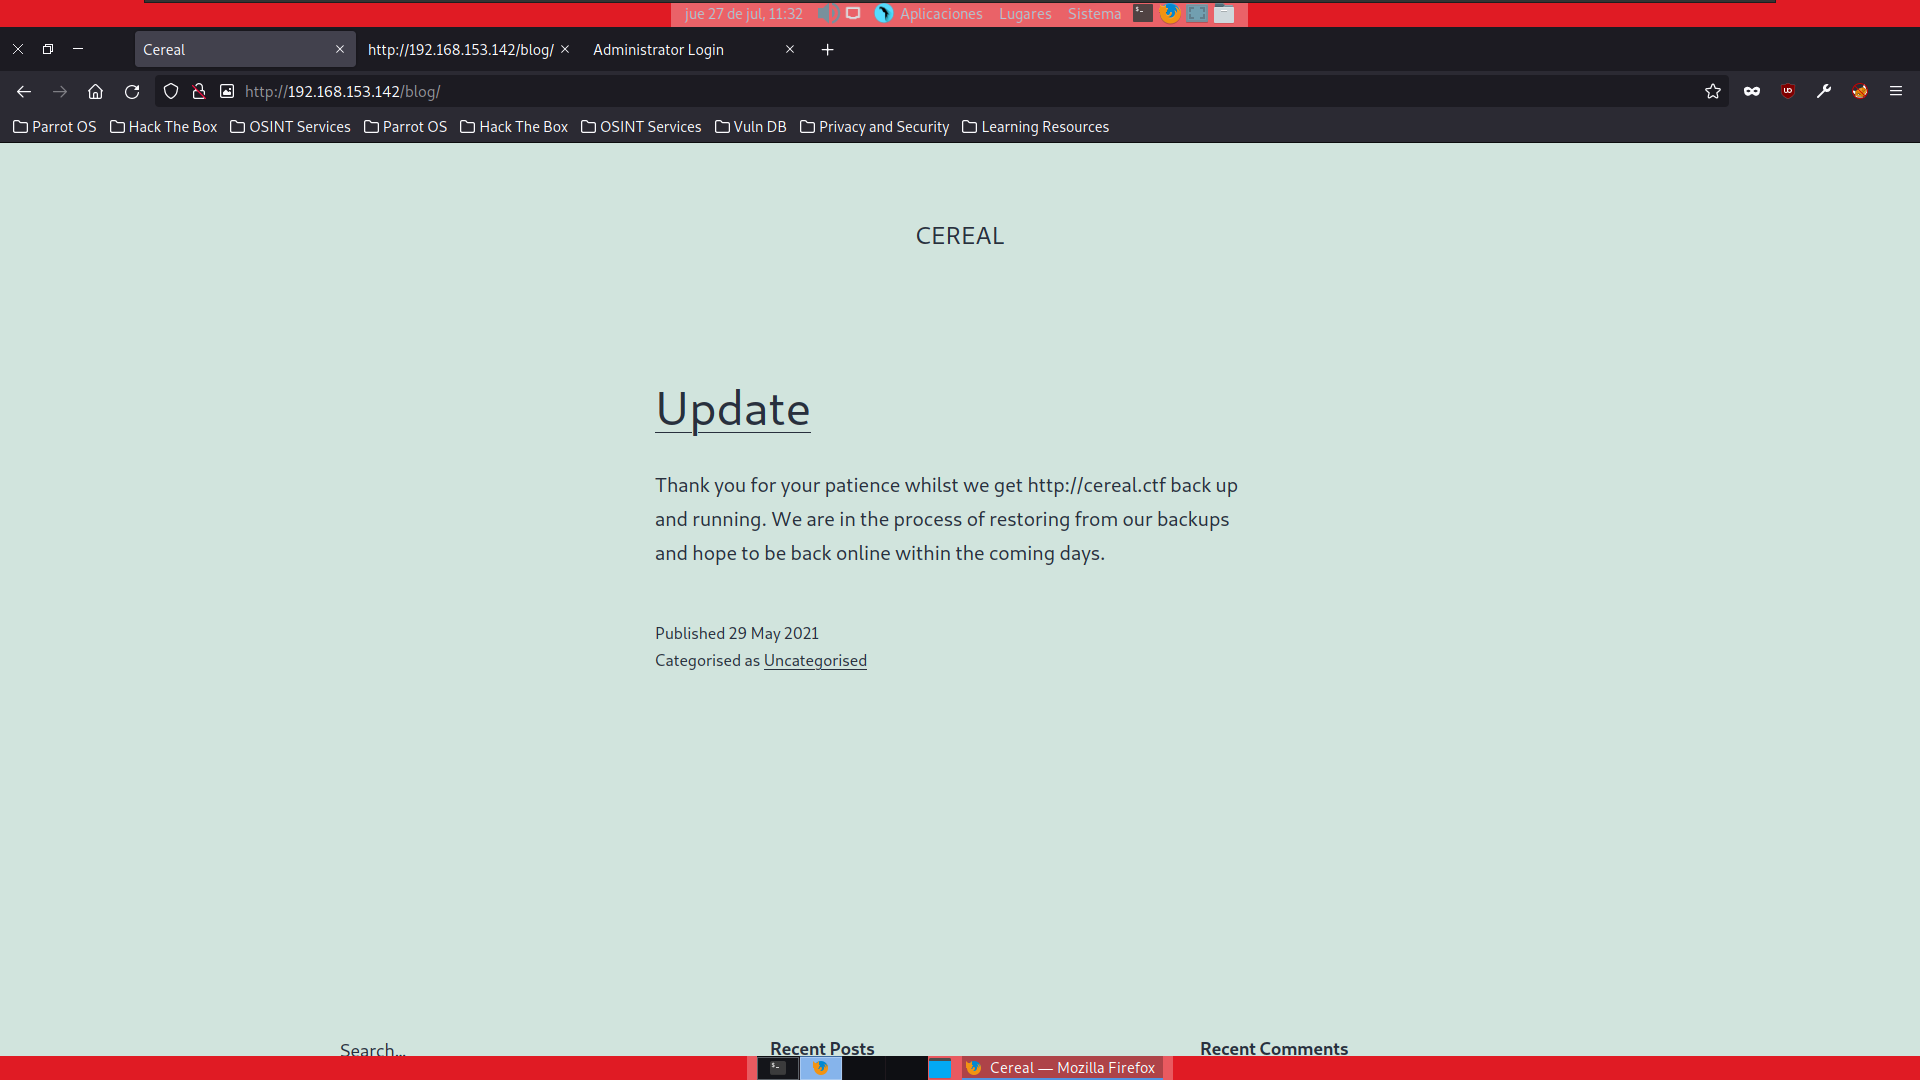 jue 27 de jul, 11:32 Aplicaciones Lugares Sistema
Cereal http://192.168.153.142/blog/ Administrator Login
http://192.168.153.142/blog/
Parrot OS Hack The Box OSINT Services Parrot OS Hack The Box OSINT Services Vuln DB Privacy and Security Learning Resources
CEREAL
Update
Thank you for your patience whilst we get http://cereal.ctf back up
and running. We are in the process of restoring from our backups
and hope to be back online within the coming days.
Published 29 May 2021
Categorised as Uncategorised
Search… Recent Posts Recent Comments
Cereal — Mozilla Firefox